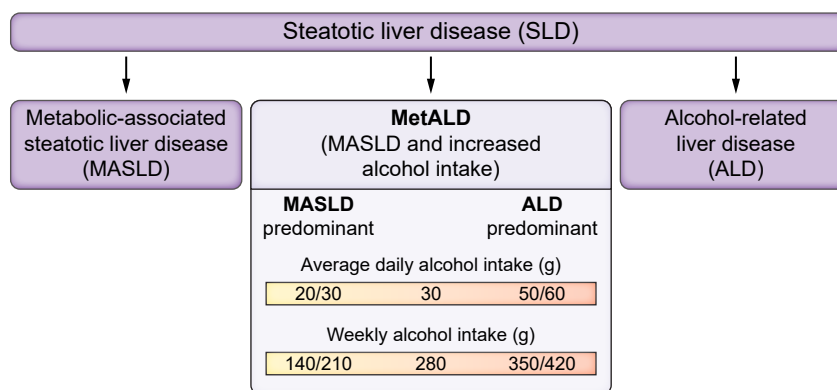 Steatotic liver disease (SLD)
Metabolic-associated
steatotic liver disease
(MASLD)
MetALD
(MASLD and increased
alcohol intake)
Alcohol-related
liver disease
(ALD)
MASLD
predominant
ALD
predominant
Average daily alcohol intake (g)
20/30 30 50/60
Weekly alcohol intake (g)
140/210 280 350/420